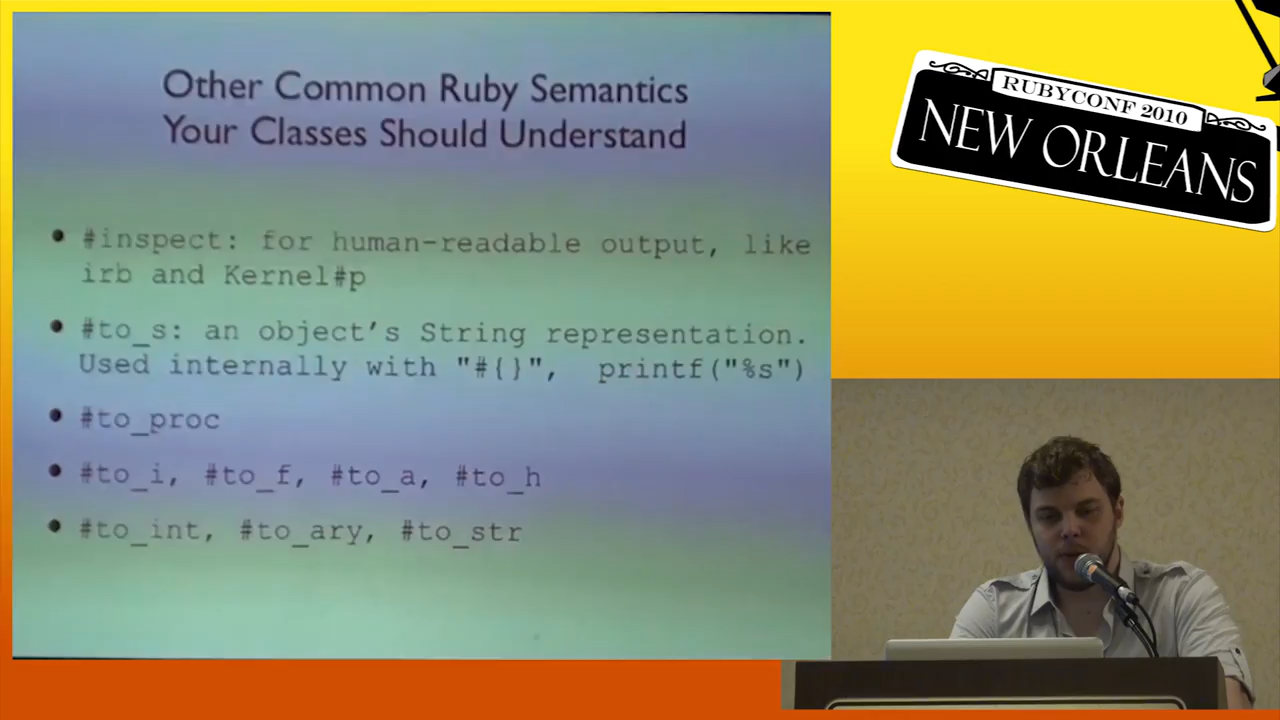 Other Common Ruby Semantics
Your Classes Should Understand
• #inspect: for human-readable output, like
irb and Kernel#p
• #to_s: an object's String representation.
Used internally with "#{}", printf("%s")
• #to_proc
• #to_i, #to_f, #to_a, #to_h
• #to_int, #to_ary, #to_str
RUBYCONF 2010
NEW ORLEANS